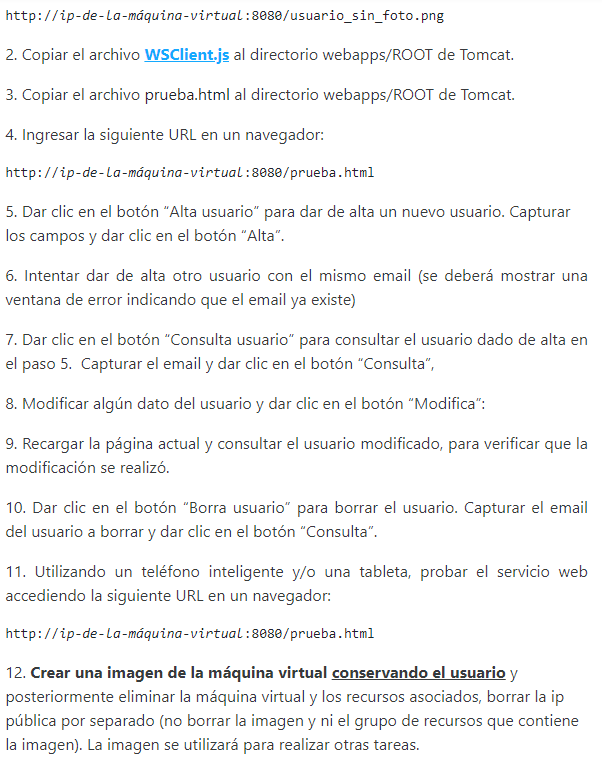 http://ip-de-la-máquina-virtual:8080/usuario_sin_foto.png
2. Copiar el archivo WSClient.js al directorio webapps/ROOT de Tomcat.
3. Copiar el archivo prueba.html al directorio webapps/ROOT de Tomcat.
4. Ingresar la siguiente URL en un navegador:
http://ip-de-la-máquina-virtual:8080/prueba.html
5. Dar clic en el botón “Alta usuario” para dar de alta un nuevo usuario. Capturar
los campos y dar clic en el botón “Alta”.
6. Intentar dar de alta otro usuario con el mismo email (se deberá mostrar una
ventana de error indicando que el email ya existe)
7. Dar clic en el botón “Consulta usuario” para consultar el usuario dado de alta en
el paso 5.  Capturar el email y dar clic en el botón “Consulta”,
8. Modificar algún dato del usuario y dar clic en el botón “Modifica”:
9. Recargar la página actual y consultar el usuario modificado, para verificar que la
modificación se realizó.
10. Dar clic en el botón “Borra usuario” para borrar el usuario. Capturar el email
del usuario a borrar y dar clic en el botón “Consulta”.
11. Utilizando un teléfono inteligente y/o una tableta, probar el servicio web
accediendo la siguiente URL en un navegador:
http://ip-de-la-máquina-virtual:8080/prueba.html
12. Crear una imagen de la máquina virtual conservando el usuario y
posteriormente eliminar la máquina virtual y los recursos asociados, borrar la ip
pública por separado (no borrar la imagen y ni el grupo de recursos que contiene
la imagen). La imagen se utilizará para realizar otras tareas.